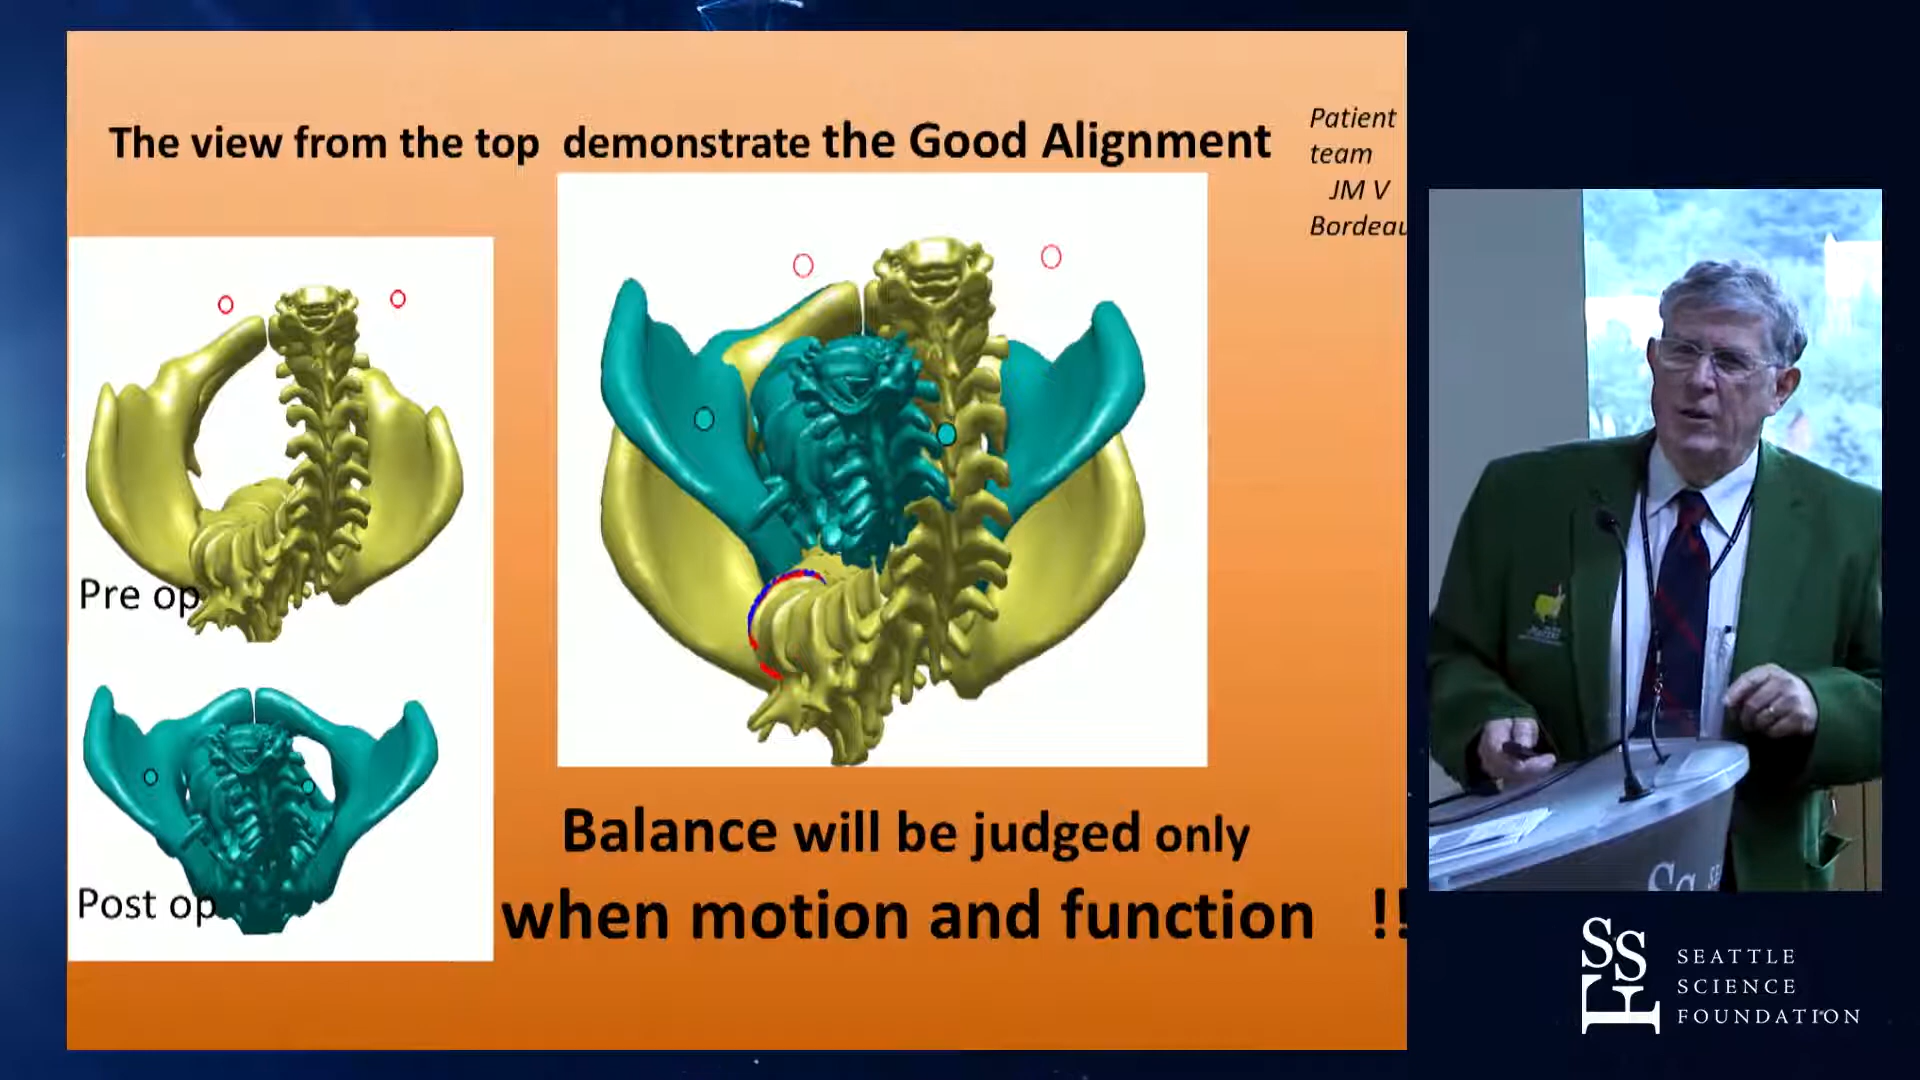 The view from the top demonstrate the Good Alignment
Patient
team
JM V
Bordeau
Pre op
Post op
Balance will be judged only
when motion and function !!
SSF
SEATTLE
SCIENCE
FOUNDATION